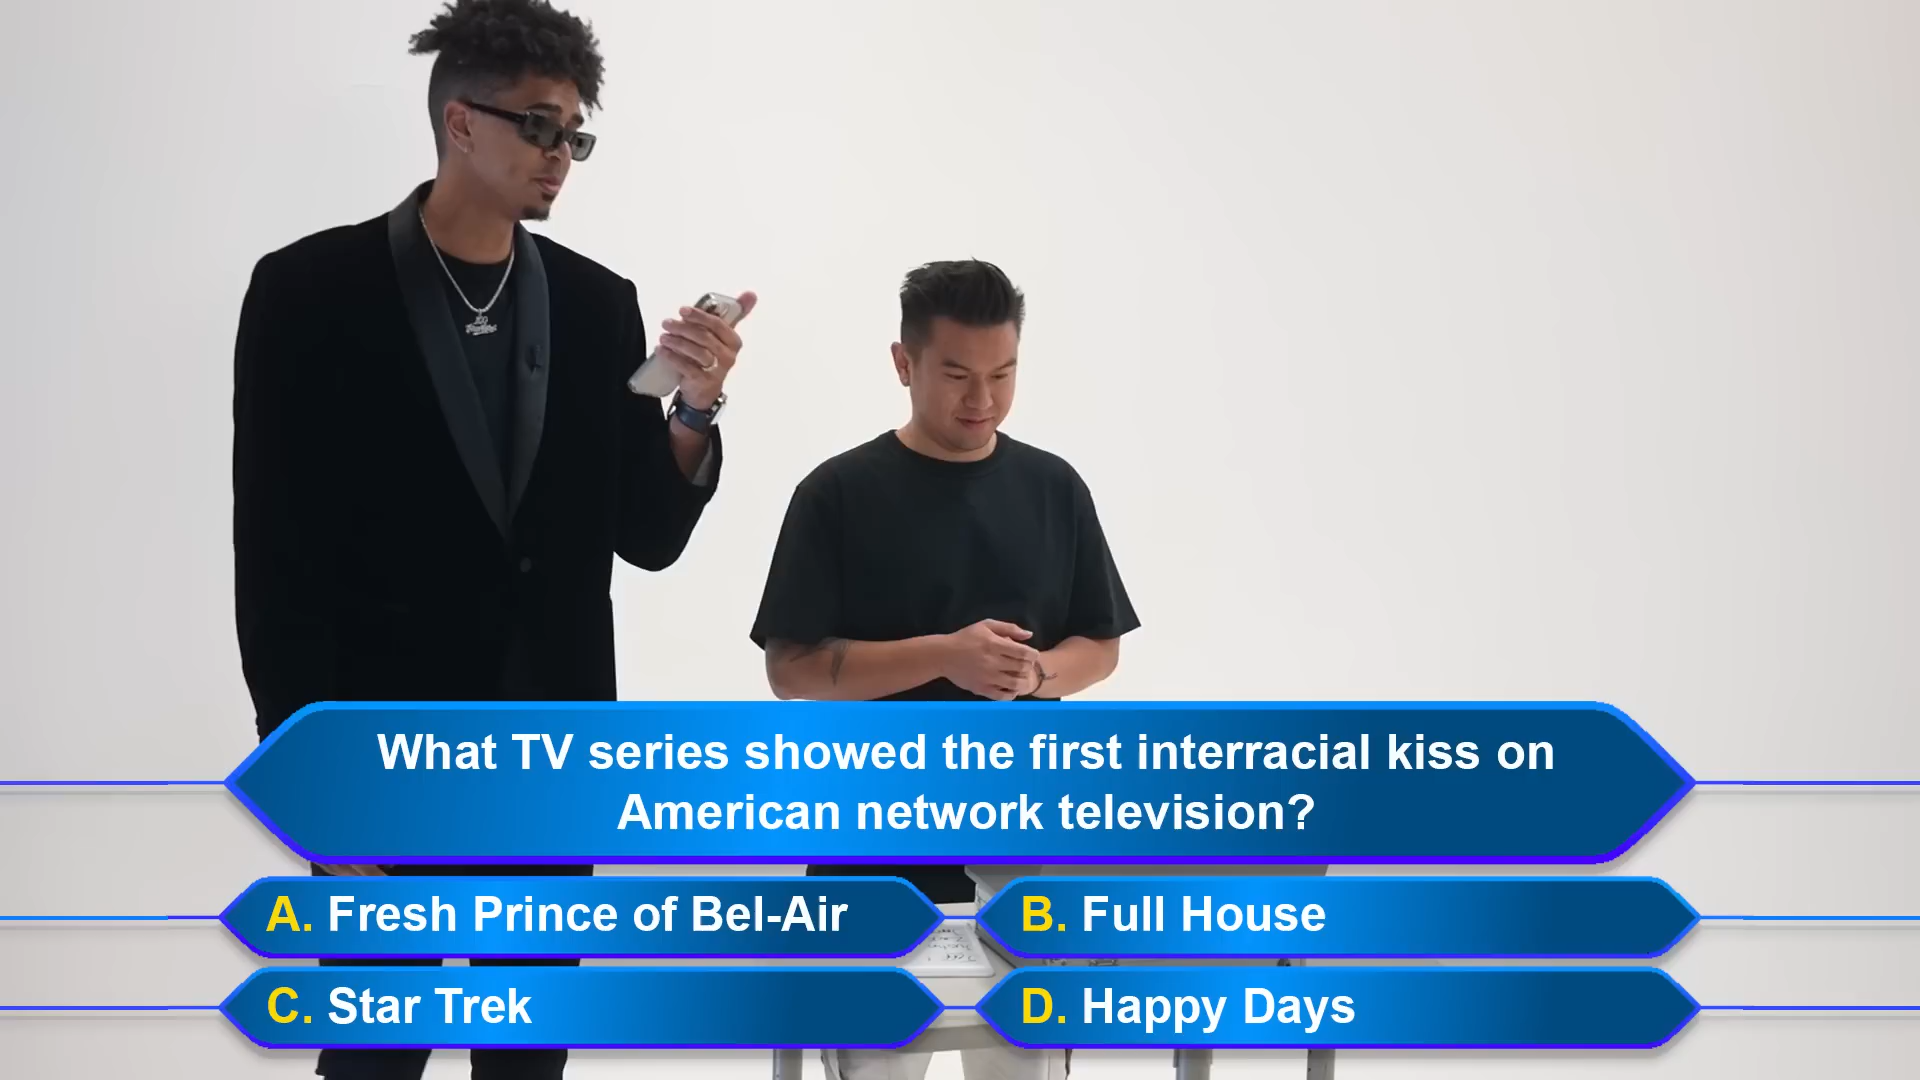 What TV series showed the first interracial kiss on
American network television?
A. Fresh Prince of Bel-Air
B. Full House
C. Star Trek
D. Happy Days